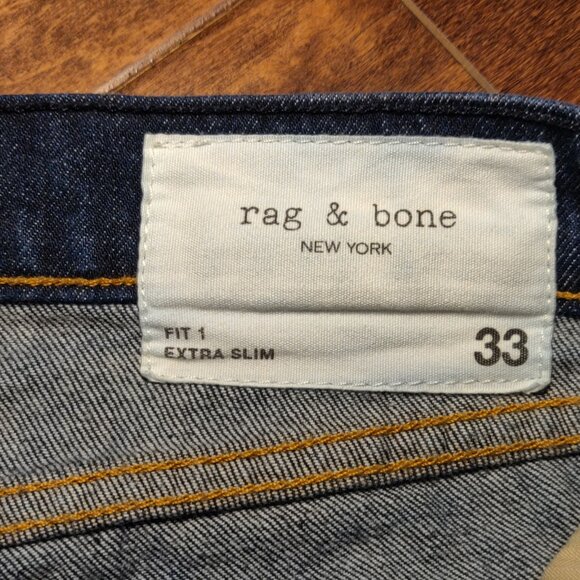 rag & bone
NEW YORK
FIT 1
EXTRA SLIM
33